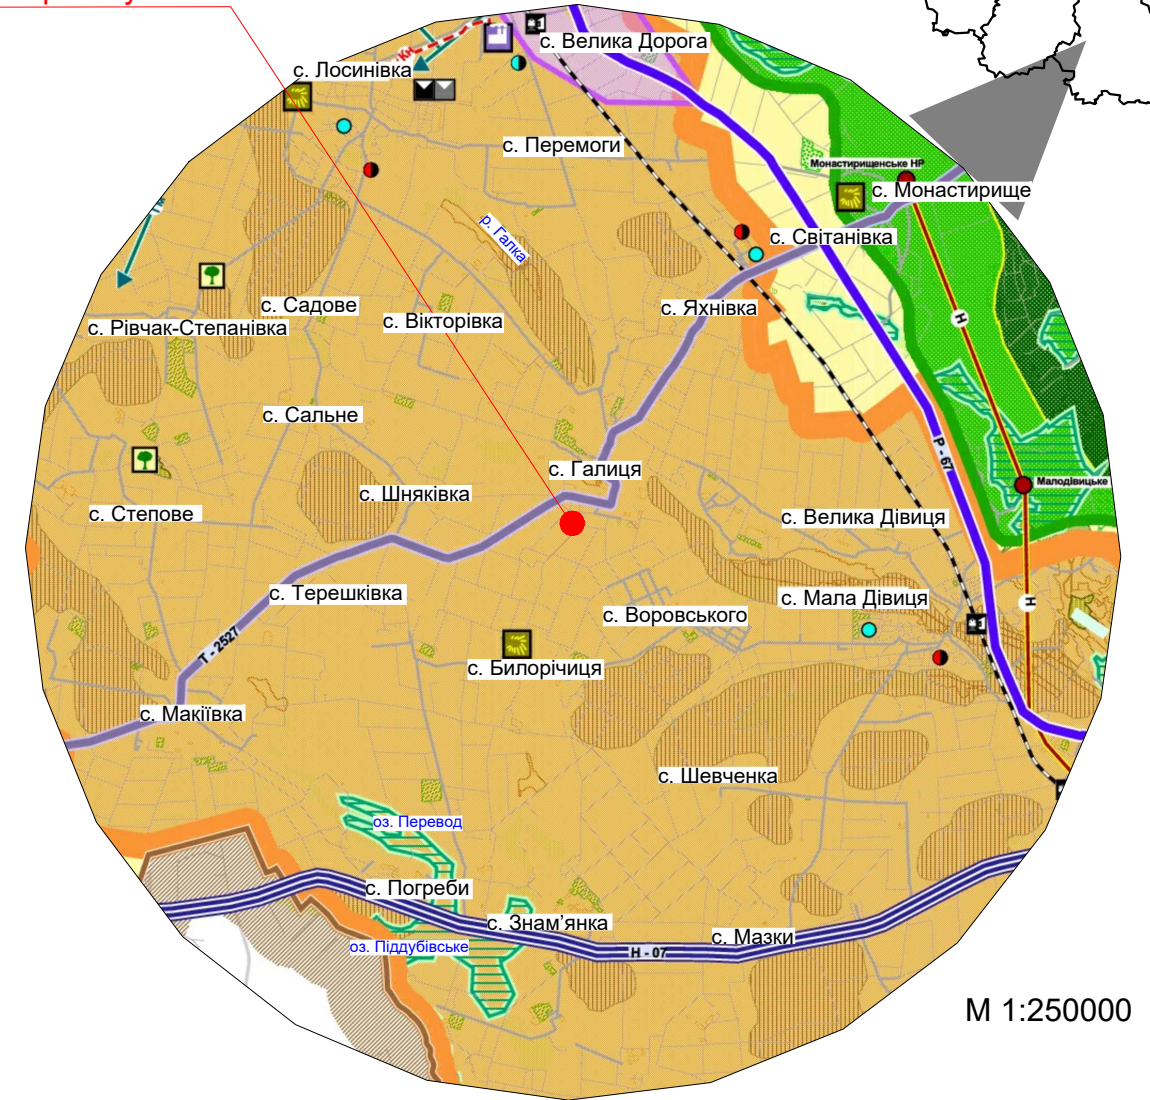 с. Велика Дорога
с. Лосинівка
с. Перемоги
Монастирищенське НР
с. Монастирище
р. Галка
с. Світанівка
с. Садове
с. Яхнівка
с. Вікторівка
с. Рівчак-Степанівка
Н
с. Сальне
Р - 67
с. Галиця
Малодівицьке
с. Шняківка
с. Степове
с. Велика Дівиця
с. Терешківка
с. Мала Дівиця
Н
с. Воровського
Т - 2527
с. Билорічиця
с. Макіївка
с. Шевченка
оз. Перевод
с. Погреби
с. Знам’янка
с. Мазки
оз. Піддубівське
Н - 07
М 1:250000